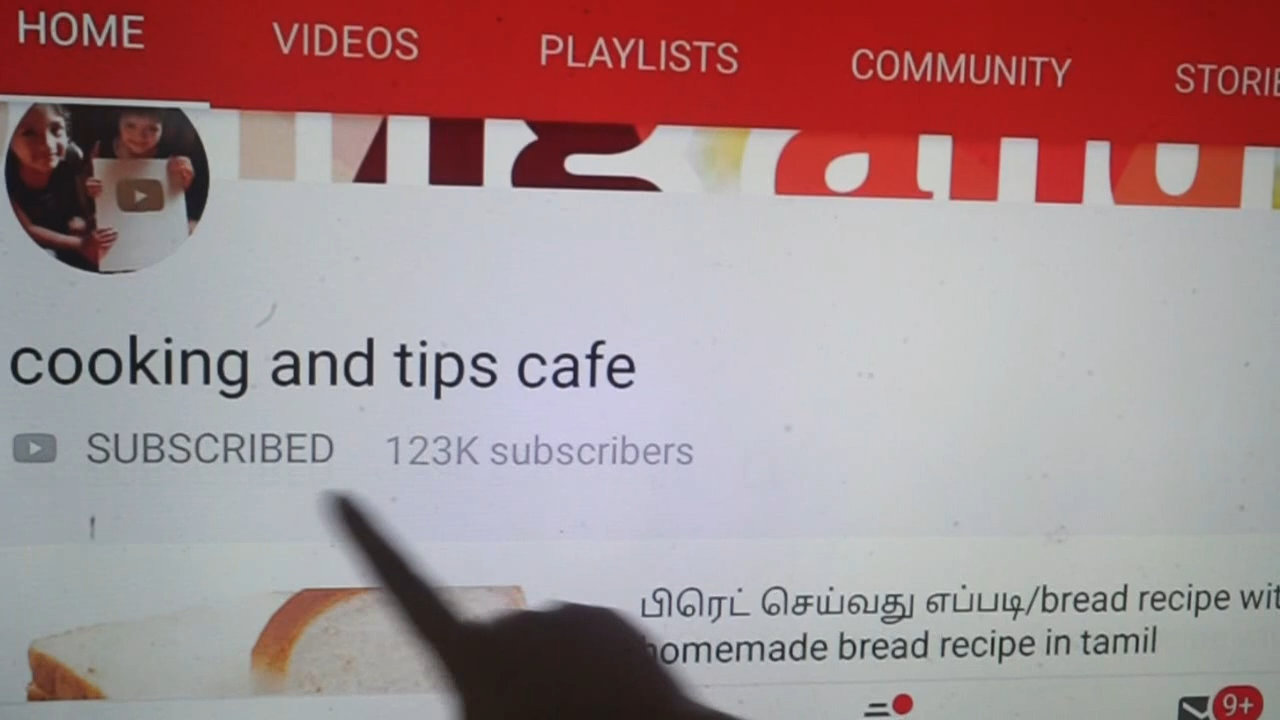 HOME VIDEOS PLAYLISTS COMMUNITY
cooking and tips cafe
SUBSCRIBED 123K subscribers
பிரெட் செய்வது எப்படி/bread recipe
homemade bread recipe in tamil
9+